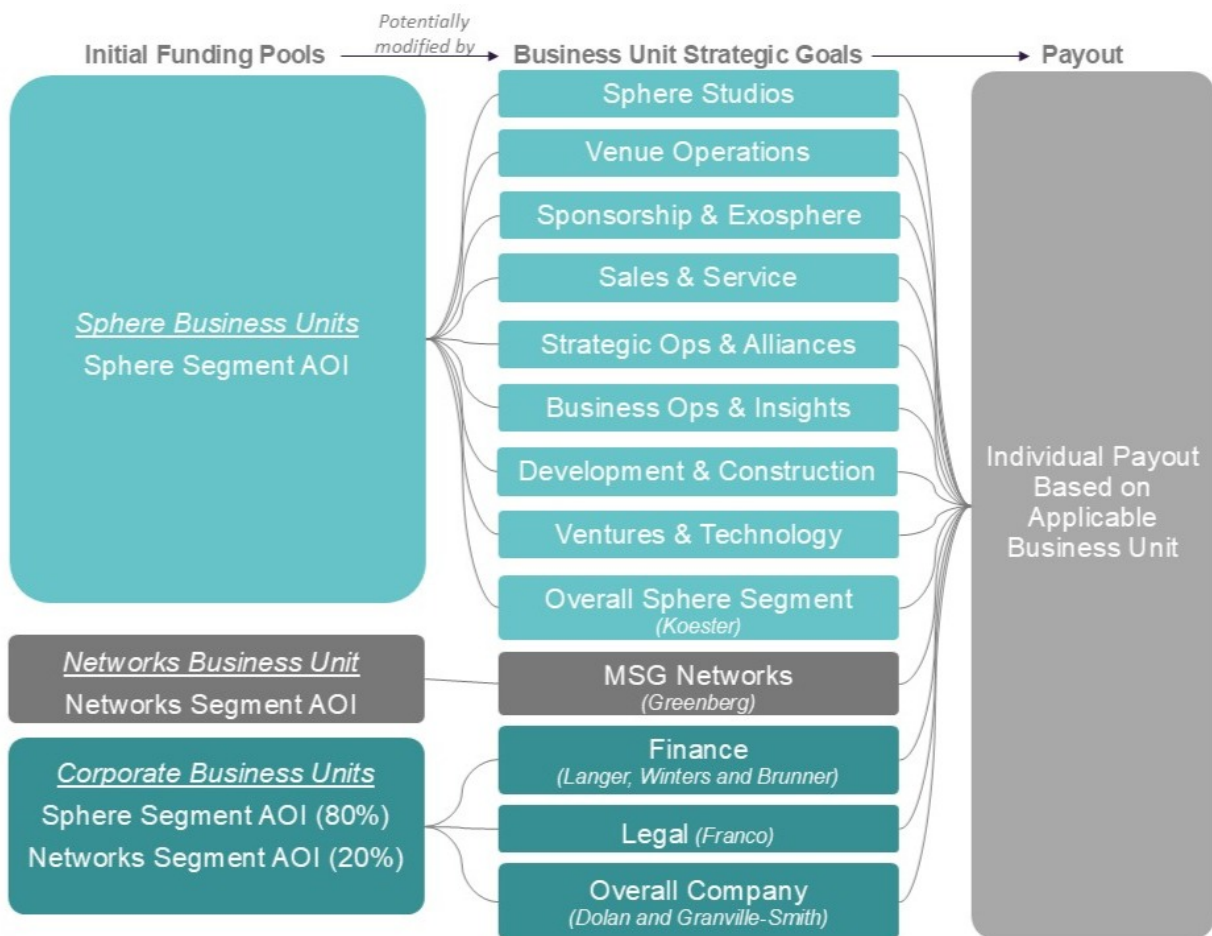 Potentially
modified by
Initial Funding Pools
Business Unit Strategic Goals
Payout
Sphere Business Units
Sphere Segment AOI
Sphere Studios
Venue Operations
Sponsorship & Exosphere
Sales & Service
Strategic Ops & Alliances
Business Ops & Insights
Development & Construction
Ventures & Technology
Overall Sphere Segment
(Koester)
Networks Business Unit
Networks Segment AOI
MSG Networks
(Greenberg)
Corporate Business Units
Sphere Segment AOI (80%)
Networks Segment AOI (20%)
Finance
(Langer, Winters and Brunner)
Legal (Franco)
Overall Company
(Dolan and Granville-Smith)
Individual Payout
Based on
Applicable
Business Unit